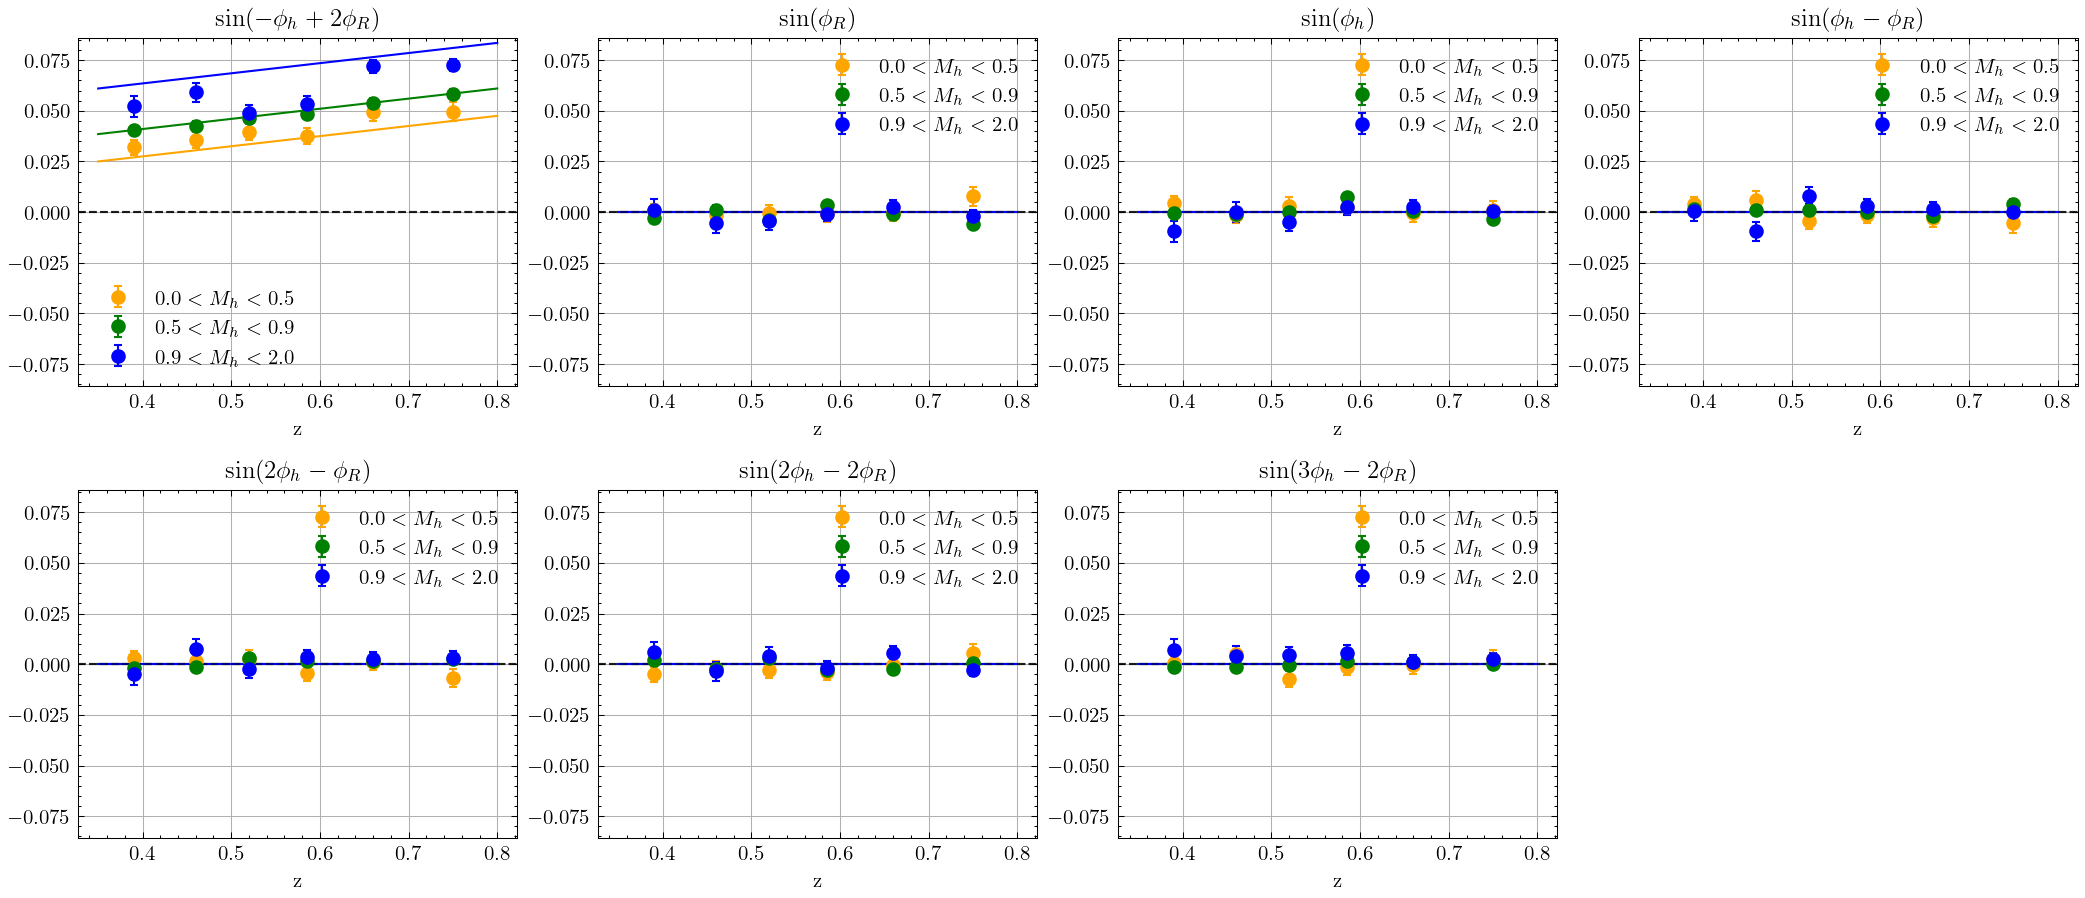 sin(−ϕ_h + 2ϕ_R)
0.075
0.050
0.025
0.000
−0.025
−0.050
−0.075
0.0 < M_h < 0.5
0.5 < M_h < 0.9
0.9 < M_h < 2.0
0.4 0.5 0.6 0.7 0.8
z
sin(ϕ_R)
0.075
0.050
0.025
0.000
−0.025
−0.050
−0.075
0.0 < M_h < 0.5
0.5 < M_h < 0.9
0.9 < M_h < 2.0
0.4 0.5 0.6 0.7 0.8
z
sin(ϕ_h)
0.075
0.050
0.025
0.000
−0.025
−0.050
−0.075
0.0 < M_h < 0.5
0.5 < M_h < 0.9
0.9 < M_h < 2.0
0.4 0.5 0.6 0.7 0.8
z
sin(ϕ_h − ϕ_R)
0.075
0.050
0.025
0.000
−0.025
−0.050
−0.075
0.0 < M_h < 0.5
0.5 < M_h < 0.9
0.9 < M_h < 2.0
0.4 0.5 0.6 0.7 0.8
z
sin(2ϕ_h − ϕ_R)
0.075
0.050
0.025
0.000
−0.025
−0.050
−0.075
0.0 < M_h < 0.5
0.5 < M_h < 0.9
0.9 < M_h < 2.0
0.4 0.5 0.6 0.7 0.8
z
sin(2ϕ_h − 2ϕ_R)
0.075
0.050
0.025
0.000
−0.025
−0.050
−0.075
0.0 < M_h < 0.5
0.5 < M_h < 0.9
0.9 < M_h < 2.0
0.4 0.5 0.6 0.7 0.8
z
sin(3ϕ_h − 2ϕ_R)
0.075
0.050
0.025
0.000
−0.025
−0.050
−0.075
0.0 < M_h < 0.5
0.5 < M_h < 0.9
0.9 < M_h < 2.0
0.4 0.5 0.6 0.7 0.8
z